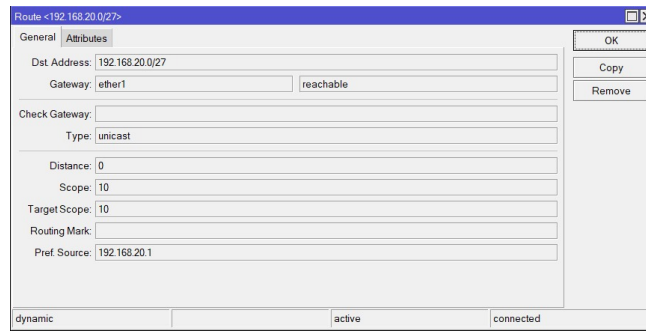 Route <192.168.20.0/27>
General Attributes
OK
Dst. Address: 192.168.20.0/27
Copy
Gateway: ether1 reachable
Remove
Check Gateway:
Type: unicast
Distance: 0
Scope: 10
Target Scope: 10
Routing Mark:
Pref. Source: 192.168.20.1
dynamic active connected